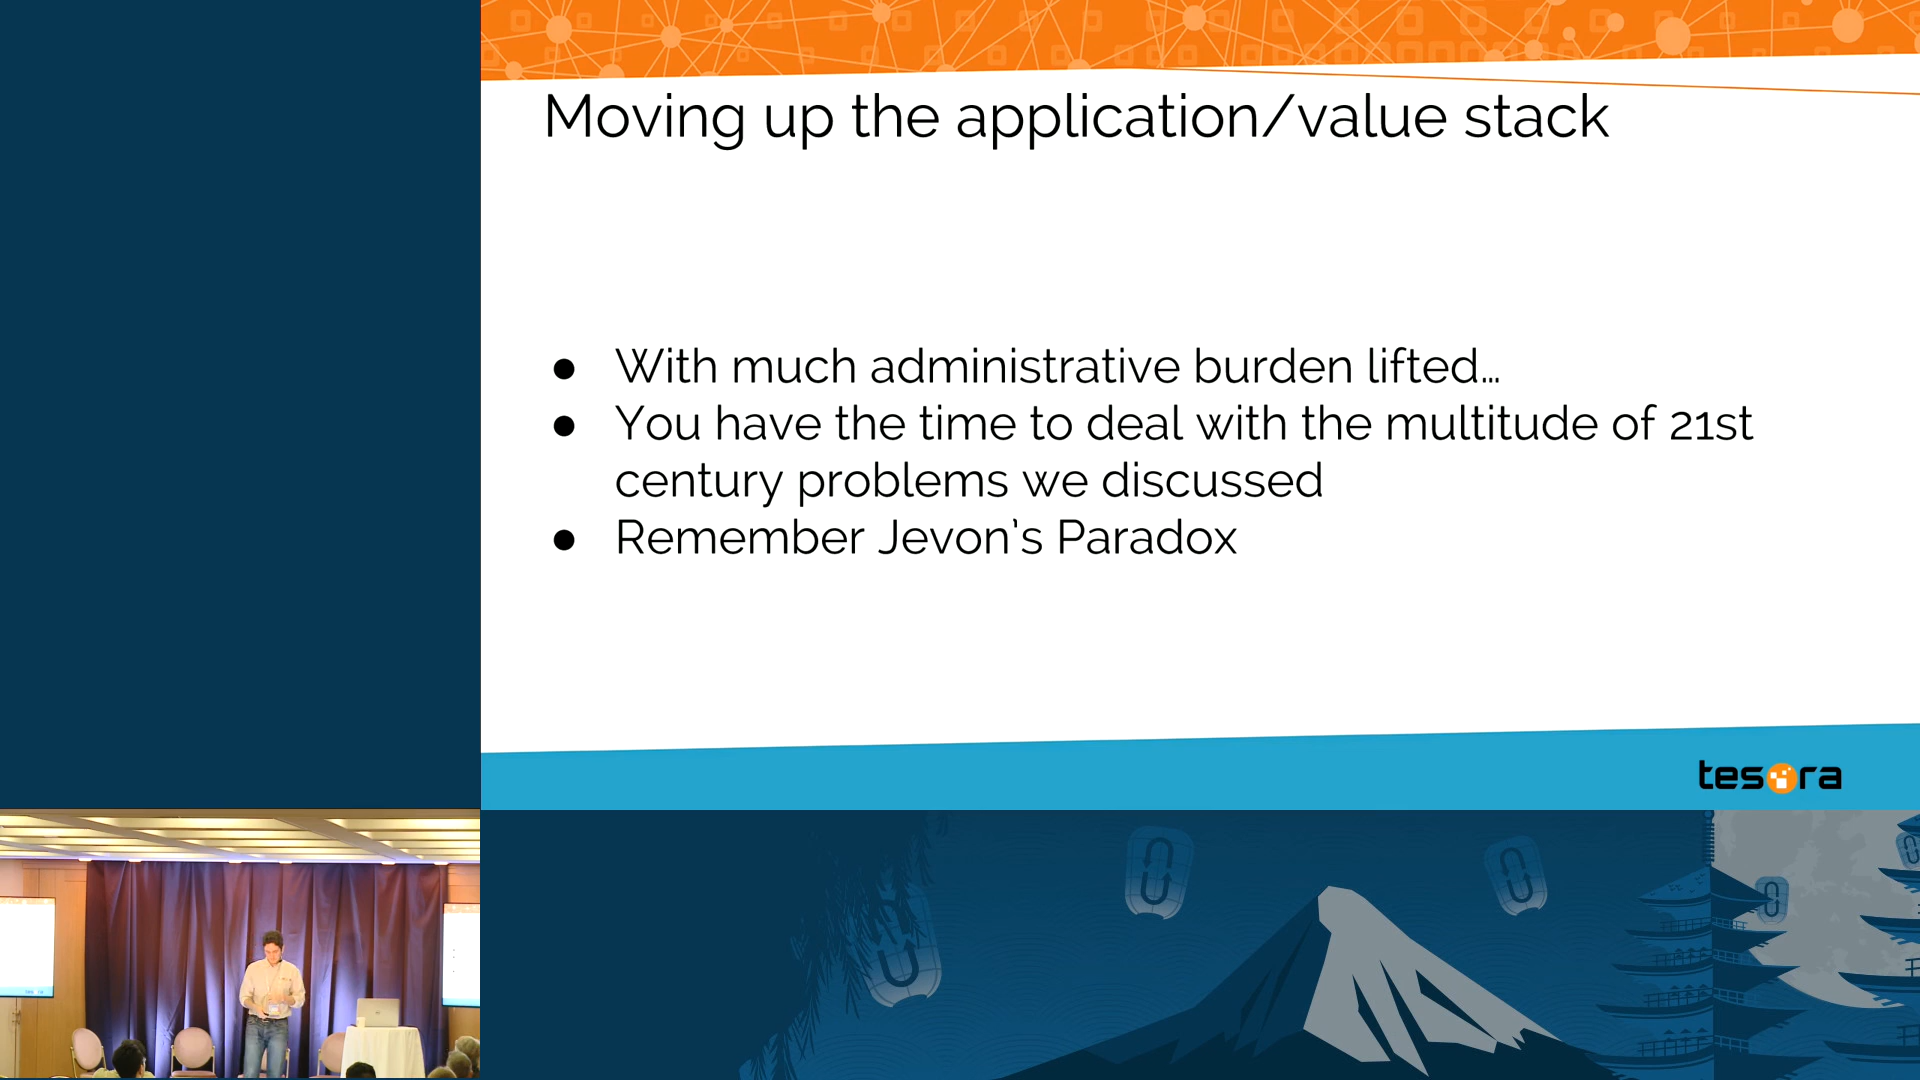 Moving up the application/value stack
● With much administrative burden lifted…
● You have the time to deal with the multitude of 21st
century problems we discussed
● Remember Jevon's Paradox
tesora